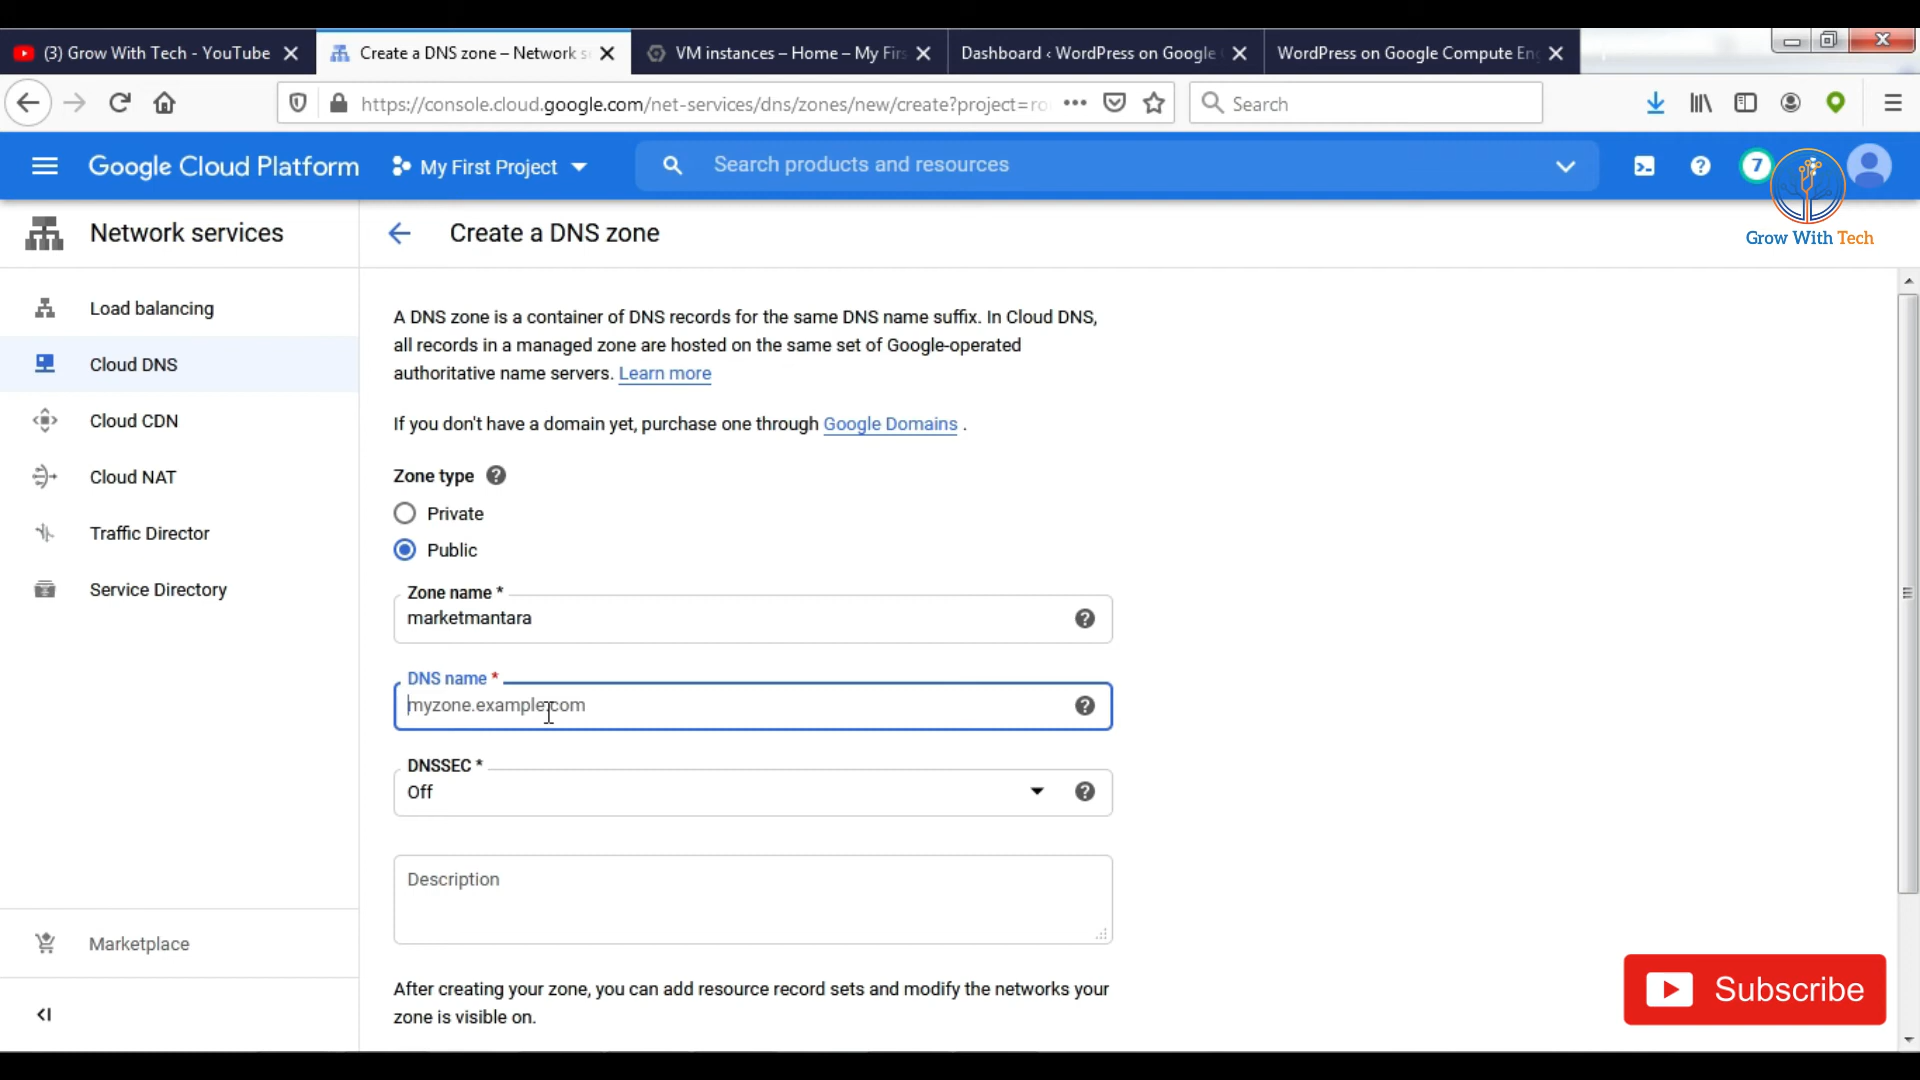 (3) Grow With Tech - YouTube
Create a DNS zone – Network s
VM instances – Home – My Firs
Dashboard ‹ WordPress on Google
WordPress on Google Compute Eng
https://console.cloud.google.com/net-services/dns/zones/new/create?project=ro
Search
Google Cloud Platform
My First Project
Search products and resources
7
Grow With Tech
Network services
Create a DNS zone
Load balancing
Cloud DNS
Cloud CDN
Cloud NAT
Traffic Director
Service Directory
Marketplace
A DNS zone is a container of DNS records for the same DNS name suffix. In Cloud DNS,
all records in a managed zone are hosted on the same set of Google-operated
authoritative name servers. Learn more
If you don't have a domain yet, purchase one through Google Domains .
Zone type
Private
Public
Zone name *
marketmantara
DNS name *
myzone.example.com
DNSSEC *
Off
Description
After creating your zone, you can add resource record sets and modify the networks your
zone is visible on.
Subscribe